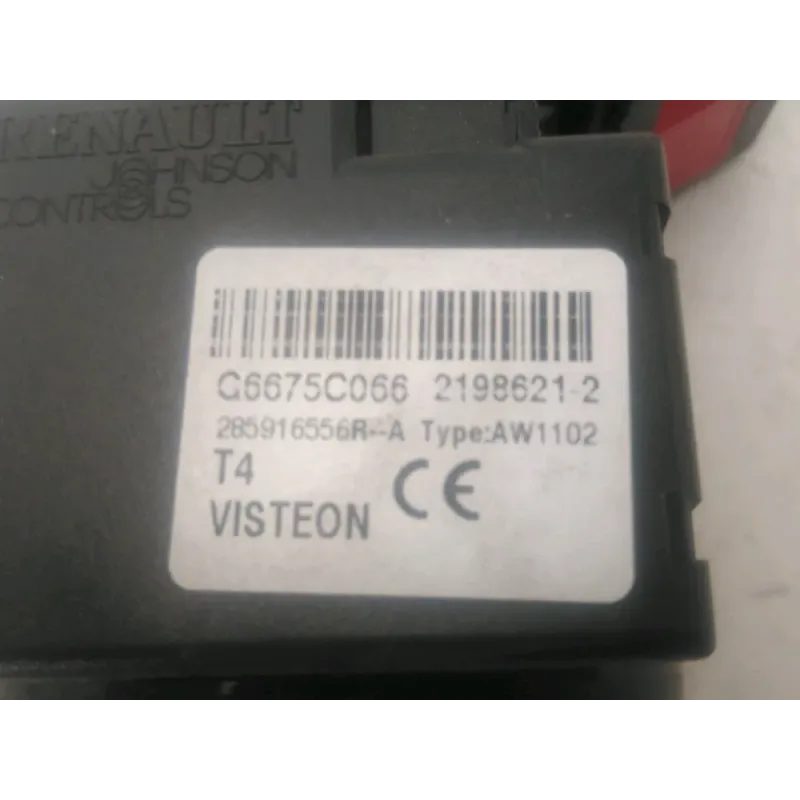 RENAULT
JOHNSON
CONTROLS
G6675C066 2198621-2
285916556R--A Type:AW1102
T4 CE
VISTEON